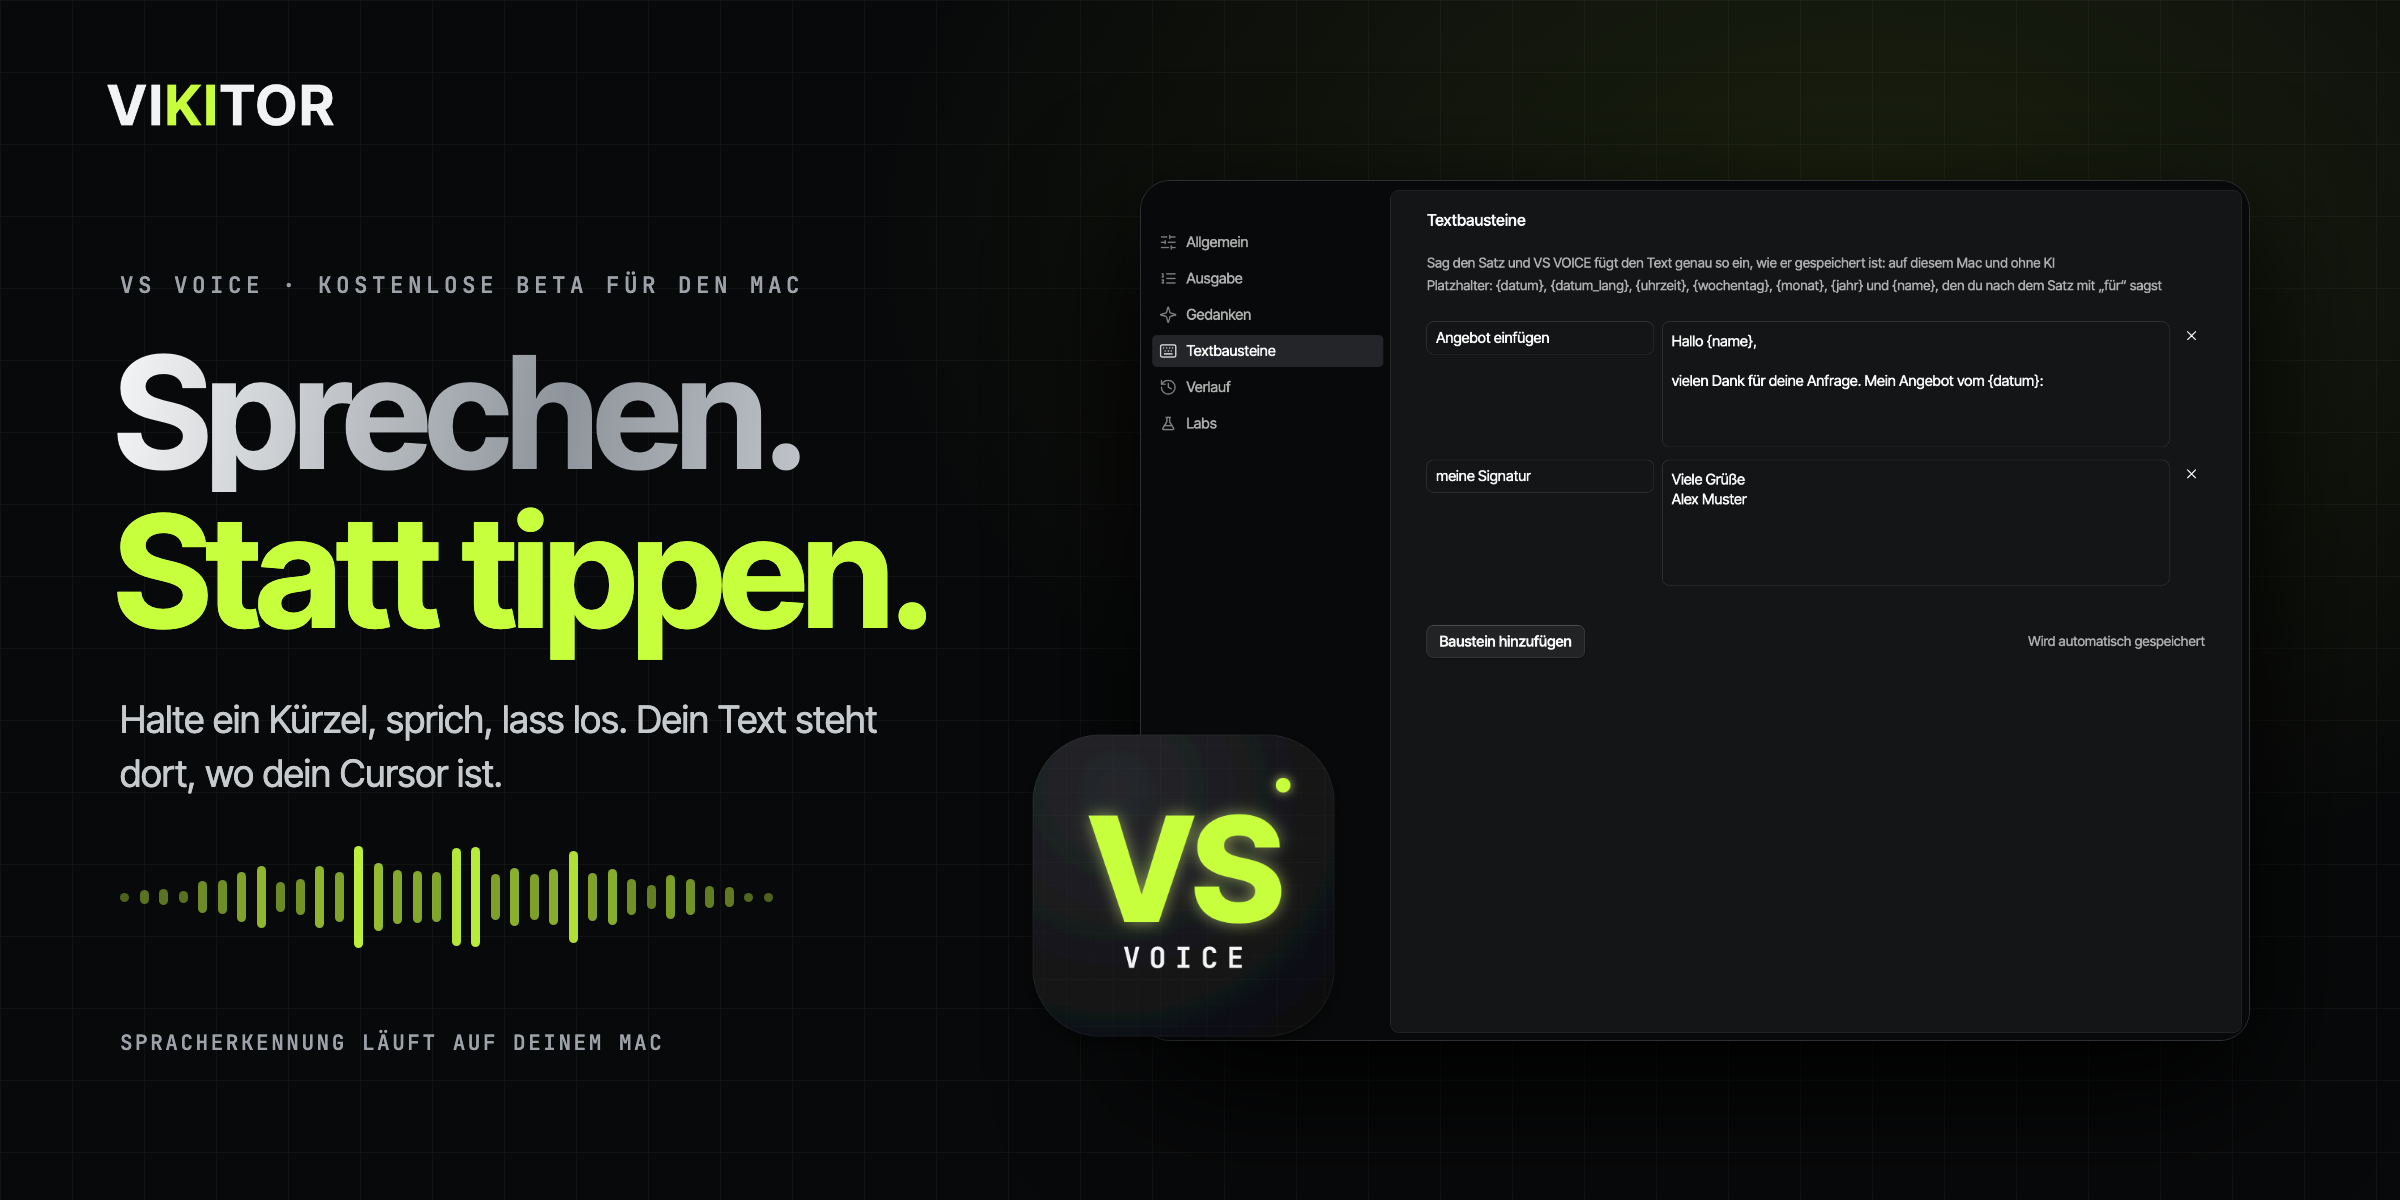 VIKITOR
VS VOICE · KOSTENLOSE BETA FÜR DEN MAC
Sprechen.
Statt tippen.
Halte ein Kürzel, sprich, lass los. Dein Text steht
dort, wo dein Cursor ist.
SPRACHERKENNUNG LÄUFT AUF DEINEM MAC
VS
VOICE
Allgemein
Ausgabe
Gedanken
Textbausteine
Verlauf
Labs
Textbausteine
Sag den Satz und VS VOICE fügt den Text genau so ein, wie er gespeichert ist: auf diesem Mac und ohne KI
Platzhalter: {datum}, {datum_lang}, {uhrzeit}, {wochentag}, {monat}, {jahr} und {name}, den du nach dem Satz mit „für“ sagst
Angebot einfügen
Hallo {name},
vielen Dank für deine Anfrage. Mein Angebot vom {datum}:
meine Signatur
Viele Grüße
Alex Muster
Baustein hinzufügen
Wird automatisch gespeichert